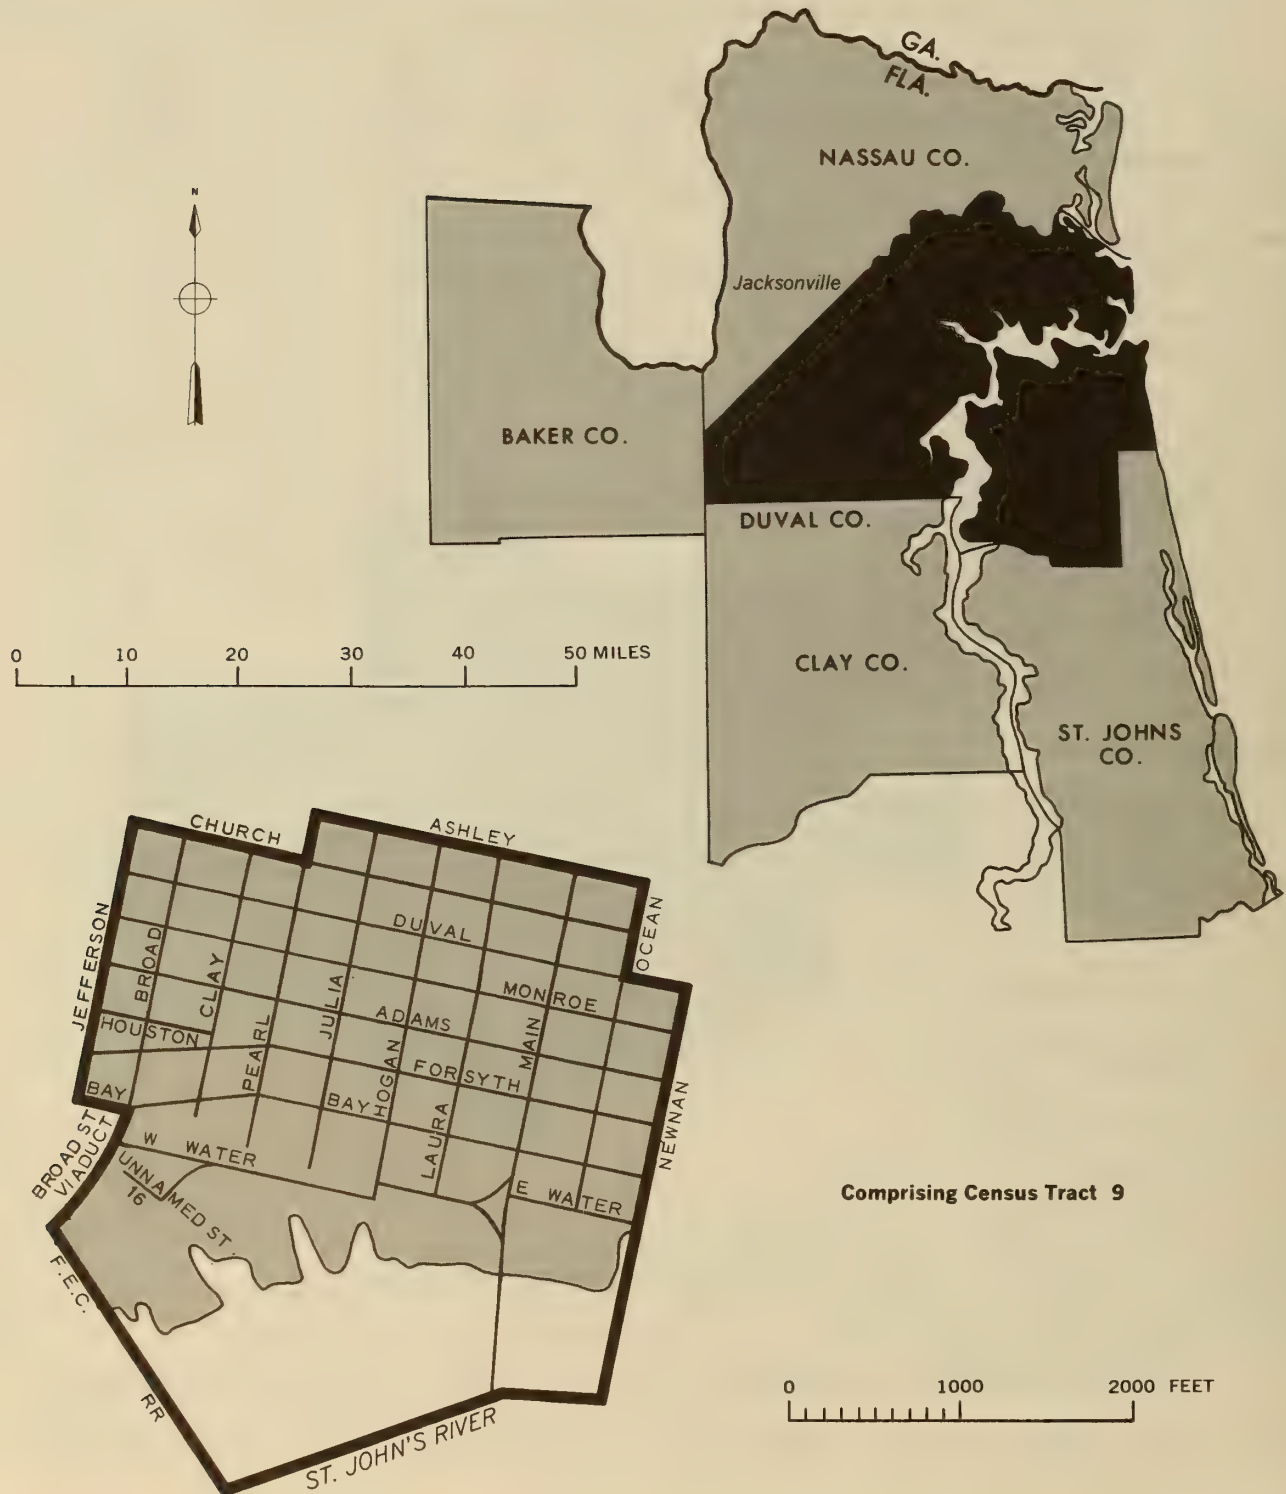 GA.
FLA.
NASSAU CO.
N
Jacksonville
BAKER CO.
DUVAL CO.
0 10 20 30 40 50 MILES
CLAY CO.
ST. JOHNS
CO.
CHURCH
ASHLEY
JEFFERSON
BROAD
CLAY
DUVAL
OCEAN
MONROE
HOUSTON
PEARL
JULIA
ADAMS
MAIN
HOGAN
FORSYTH
BAY
BAY
LAURA
NEWNAN
BROAD ST
VIADUCT
W WATER
E WATER
UNNAMED ST.
16
F.E.C.
RR
ST. JOHN'S RIVER
Comprising Census Tract 9
0 1000 2000 FEET